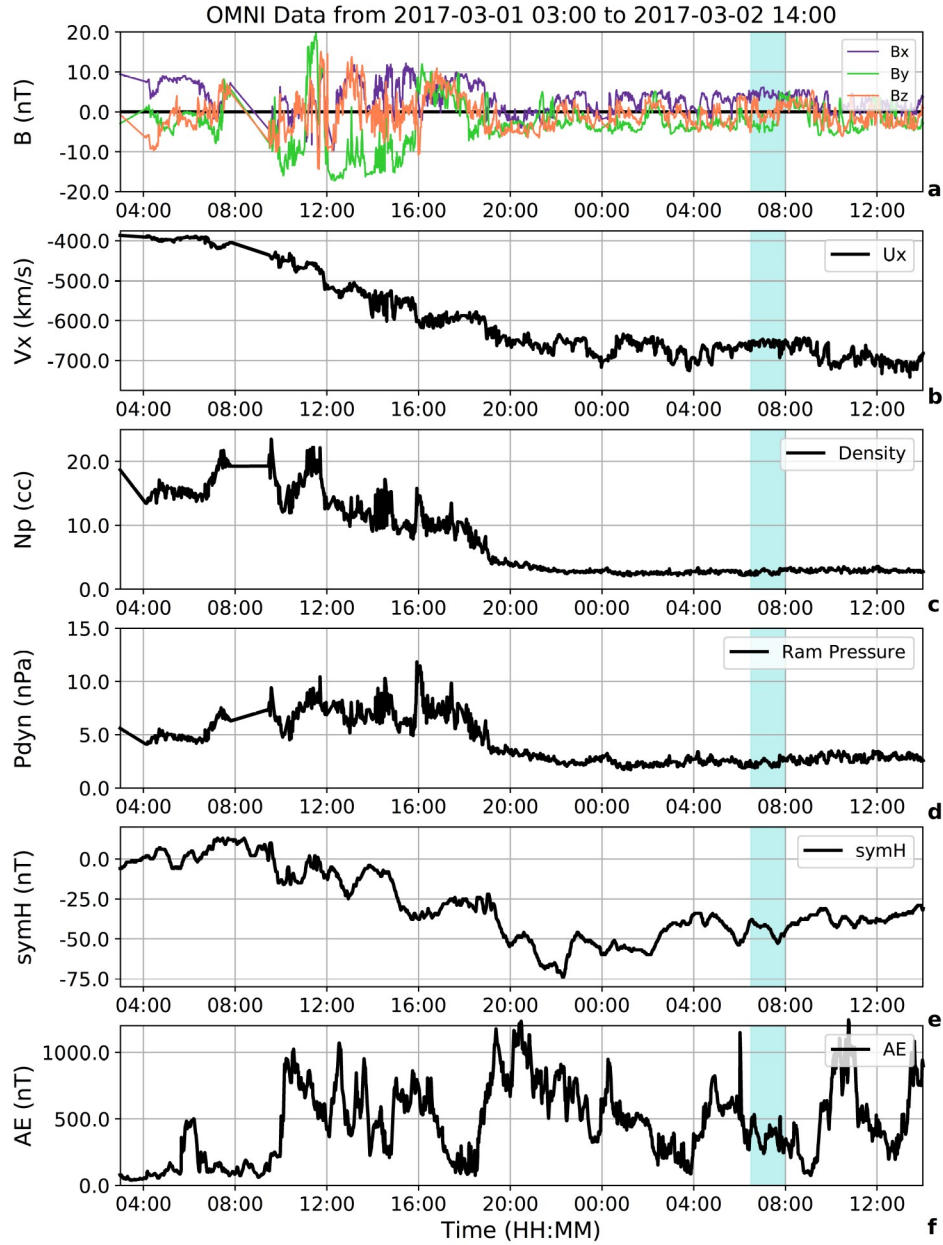 OMNI Data from 2017-03-01 03:00 to 2017-03-02 14:00
B (nT)
20.0
10.0
0.0
-10.0
-20.0
Bx
By
Bz
04:00 08:00 12:00 16:00 20:00 00:00 04:00 08:00 12:00
a
Vx (km/s)
-400.0
-500.0
-600.0
-700.0
Ux
04:00 08:00 12:00 16:00 20:00 00:00 04:00 08:00 12:00
b
Np (cc)
20.0
10.0
0.0
Density
04:00 08:00 12:00 16:00 20:00 00:00 04:00 08:00 12:00
c
Pdyn (nPa)
15.0
10.0
5.0
0.0
Ram Pressure
04:00 08:00 12:00 16:00 20:00 00:00 04:00 08:00 12:00
d
symH (nT)
0.0
-25.0
-50.0
-75.0
symH
04:00 08:00 12:00 16:00 20:00 00:00 04:00 08:00 12:00
e
AE (nT)
1000.0
500.0
0.0
AE
04:00 08:00 12:00 16:00 20:00 00:00 04:00 08:00 12:00
Time (HH:MM)
f